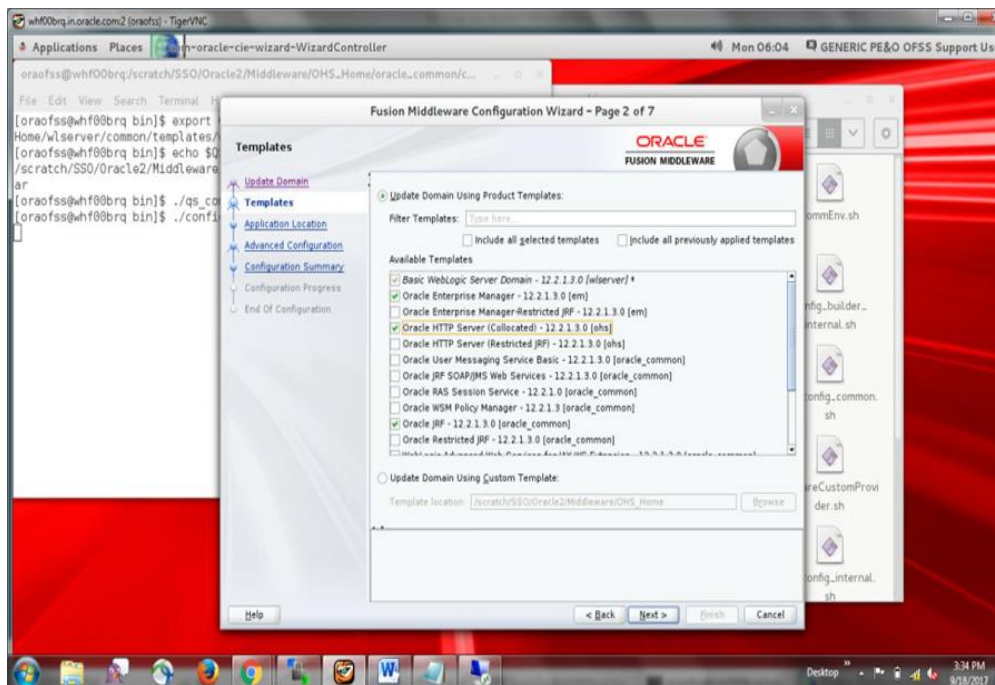 whf00brq.in.oracle.com:2 (oraofss) - TigerVNC
Applications Places m-oracle-cie-wizard-WizardController Mon 06:04 GENERIC PE&O OFSS Support Us
oraofss@whf00brq:/scratch/SSO/Oracle2/Middleware/OHS_Home/oracle_common/c...
File Edit View Search Terminal H
[oraofss@whf00brq bin]$ export
Home/wlserver/common/templates/
[oraofss@whf00brq bin]$ echo $Q
/scratch/SSO/Oracle2/Middleware
ar
[oraofss@whf00brq bin]$ ./qs_co
[oraofss@whf00brq bin]$ ./confi
Fusion Middleware Configuration Wizard - Page 2 of 7
Templates
ORACLE
FUSION MIDDLEWARE
Update Domain
Templates
Application Location
Advanced Configuration
Configuration Summary
Configuration Progress
End Of Configuration
Update Domain Using Product Templates:
Filter Templates: Type here...
Include all selected templates Include all previously applied templates
Available Templates
Basic WebLogic Server Domain - 12.2.1.3.0 [wlserver] *
Oracle Enterprise Manager - 12.2.1.3.0 [em]
Oracle Enterprise Manager-Restricted JRF - 12.2.1.3.0 [em]
Oracle HTTP Server (Collocated) - 12.2.1.3.0 [ohs]
Oracle HTTP Server (Restricted JRF) - 12.2.1.3.0 [ohs]
Oracle User Messaging Service Basic - 12.2.1.3.0 [oracle_common]
Oracle JRF SOAP/JMS Web Services - 12.2.1.3.0 [oracle_common]
Oracle RAS Session Service - 12.2.1.0 [oracle_common]
Oracle WSM Policy Manager - 12.2.1.3 [oracle_common]
Oracle JRF - 12.2.1.3.0 [oracle_common]
Oracle Restricted JRF - 12.2.1.3.0 [oracle_common]
Update Domain Using Custom Template:
Template location: /scratch/SSO/Oracle2/Middleware/OHS_Home Browse
Help < Back Next > Finish Cancel
ommEnv.sh
nfig_builder_
internal.sh
config_common.
sh
reCustomProvi
der.sh
config_internal.
sh
Desktop
3:34 PM
9/18/2017